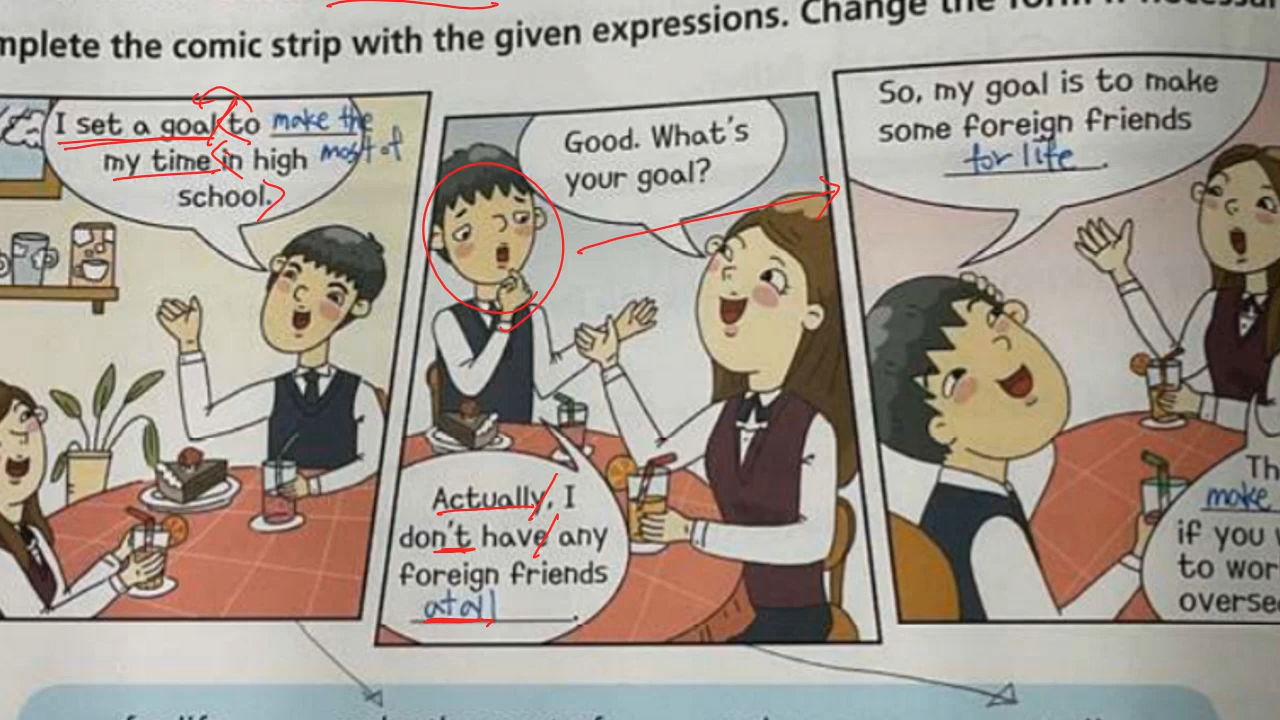 mplete the comic strip with the given expressions. Change the
I set a goal to make the
my time in high most of
school.
Good. What's
your goal?
Actually, I
don't have any
foreign friends
at all.
So, my goal is to make
some foreign friends
for life.
Th
make
if you
to wor
overse